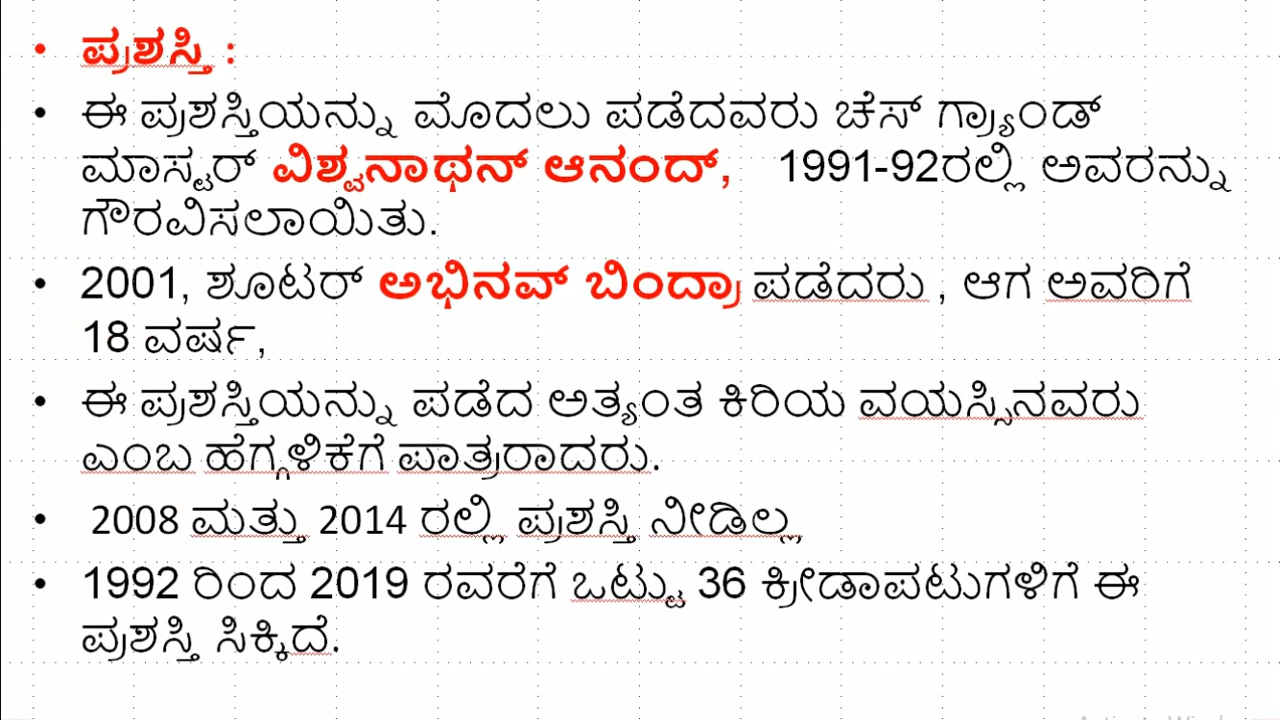 • ಪ್ರಶಸ್ತಿ :
• ಈ ಪ್ರಶಸ್ತಿಯನ್ನು ಮೊದಲು ಪಡೆದವರು ಚೆಸ್ ಗ್ರ್ಯಾಂಡ್
ಮಾಸ್ಟರ್ ವಿಶ್ವನಾಥನ್ ಆನಂದ್, 1991-92ರಲ್ಲಿ ಅವರನ್ನು
ಗೌರವಿಸಲಾಯಿತು.
• 2001, ಶೂಟರ್ ಅಭಿನವ್ ಬಿಂದ್ರಾ ಪಡೆದರು , ಆಗ ಅವರಿಗೆ
18 ವರ್ಷ,
• ಈ ಪ್ರಶಸ್ತಿಯನ್ನು ಪಡೆದ ಅತ್ಯಂತ ಕಿರಿಯ ವಯಸ್ಸಿನವರು
ಎಂಬ ಹೆಗ್ಗಳಿಕೆಗೆ ಪಾತ್ರರಾದರು.
• 2008 ಮತ್ತು 2014 ರಲ್ಲಿ ಪ್ರಶಸ್ತಿ ನೀಡಿಲ್ಲ
• 1992 ರಿಂದ 2019 ರವರೆಗೆ ಒಟ್ಟು 36 ಕ್ರೀಡಾಪಟುಗಳಿಗೆ ಈ
ಪ್ರಶಸ್ತಿ ಸಿಕ್ಕಿದೆ.